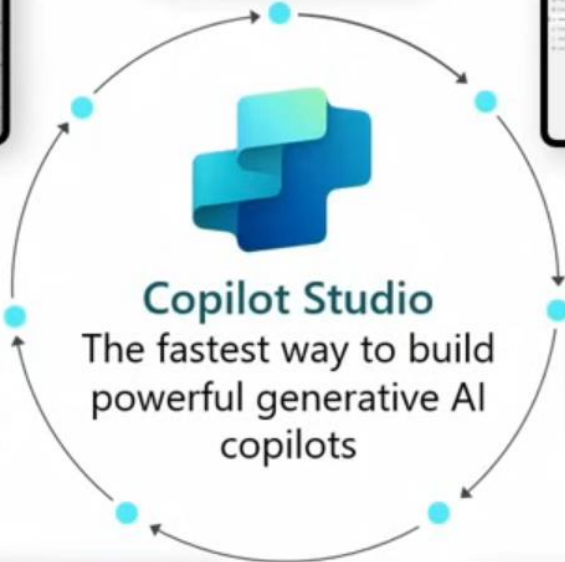 Copilot Studio
The fastest way to build
powerful generative AI
copilots